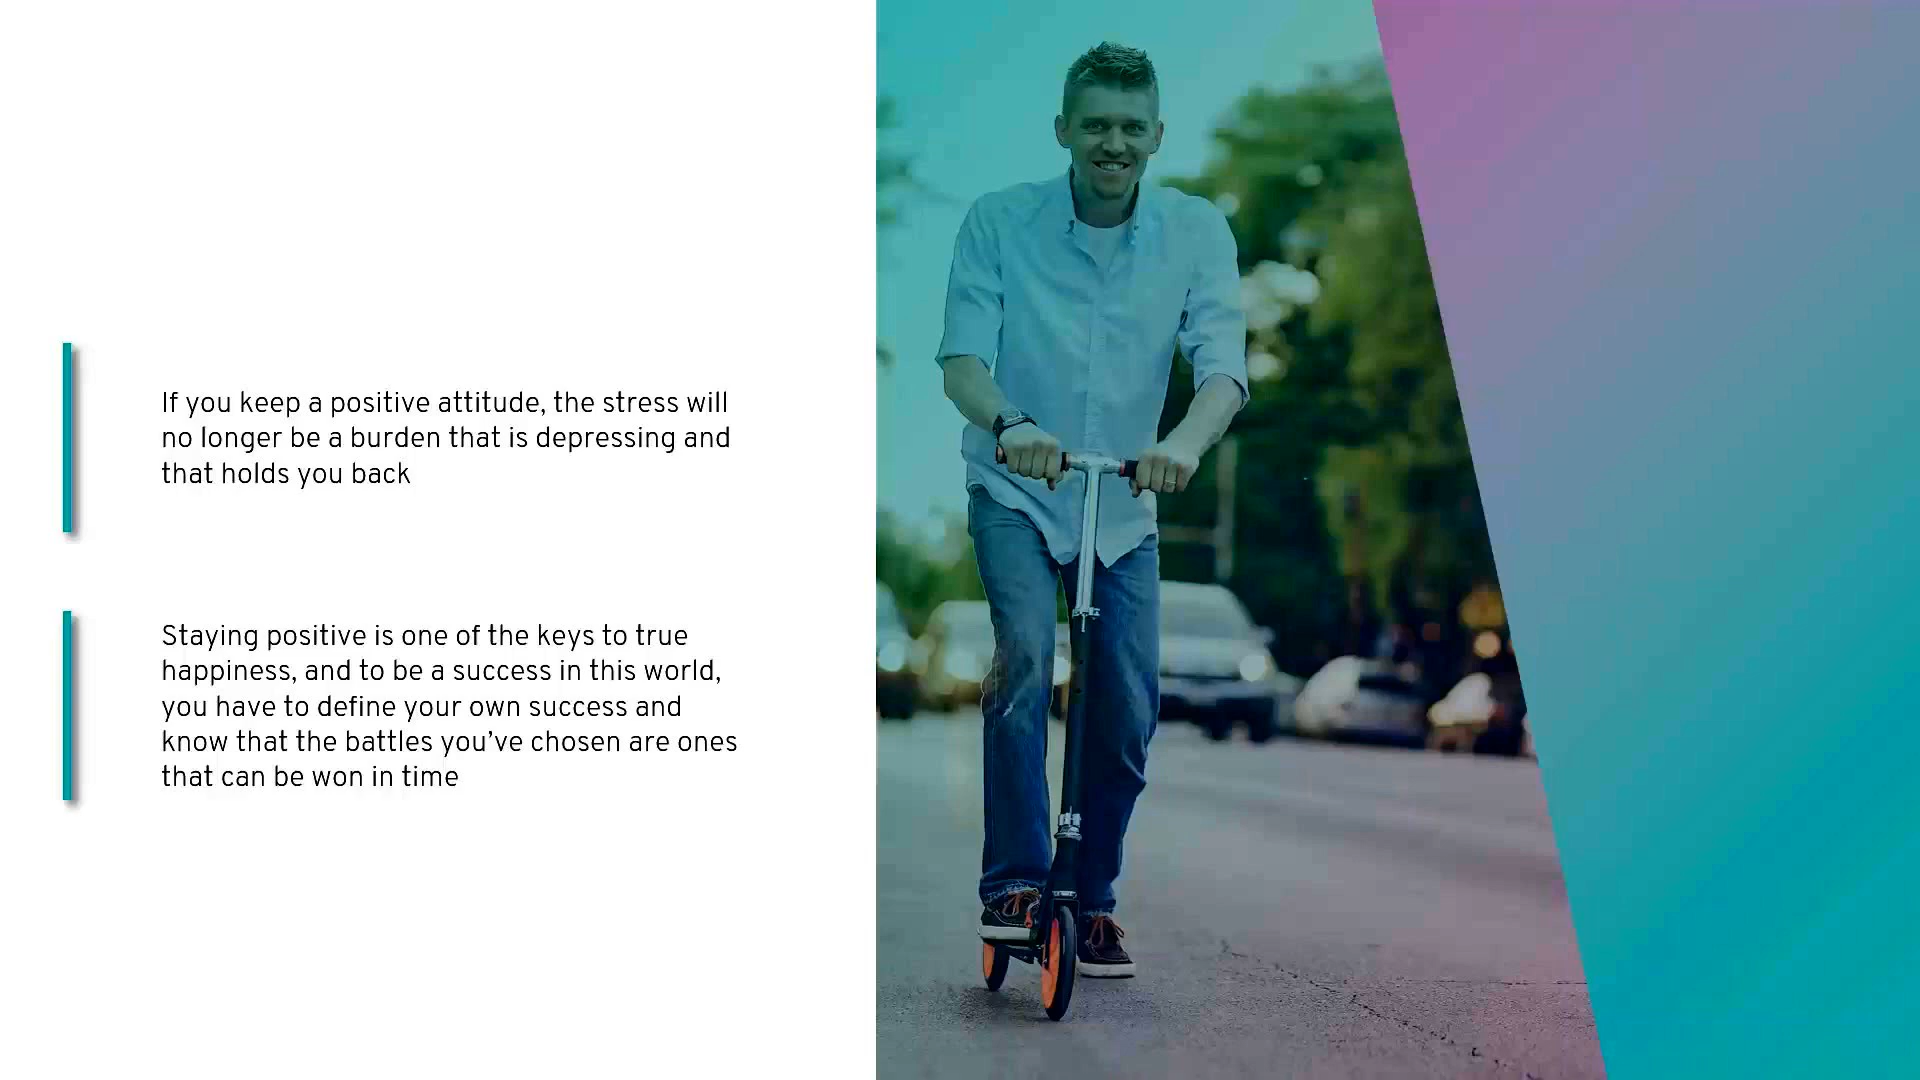 If you keep a positive attitude, the stress will
no longer be a burden that is depressing and
that holds you back
Staying positive is one of the keys to true
happiness, and to be a success in this world,
you have to define your own success and
know that the battles you’ve chosen are ones
that can be won in time